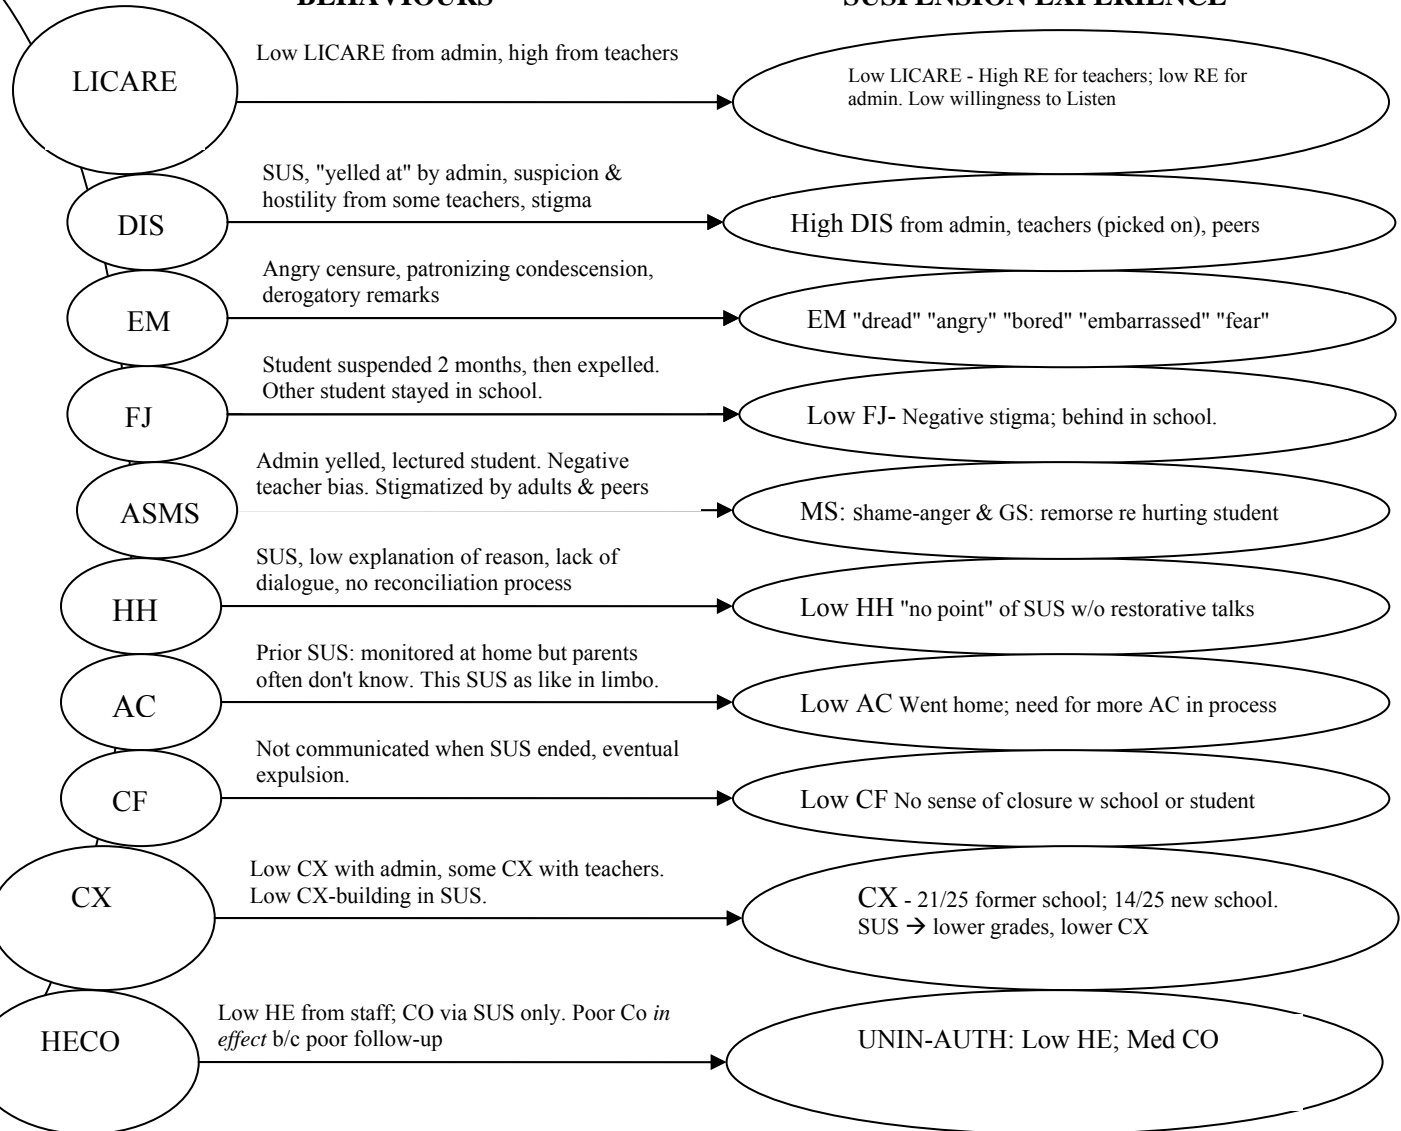 BEHAVIOURS
SUSPENSION EXPERIENCE
LICARE
Low LICARE from admin, high from teachers
Low LICARE - High RE for teachers; low RE for
admin. Low willingness to Listen
DIS
SUS, "yelled at" by admin, suspicion &
hostility from some teachers, stigma
High DIS from admin, teachers (picked on), peers
EM
Angry censure, patronizing condescension,
derogatory remarks
EM "dread" "angry" "bored" "embarrassed" "fear"
FJ
Student suspended 2 months, then expelled.
Other student stayed in school.
Low FJ- Negative stigma; behind in school.
ASMS
Admin yelled, lectured student. Negative
teacher bias. Stigmatized by adults & peers
MS: shame-anger & GS: remorse re hurting student
HH
SUS, low explanation of reason, lack of
dialogue, no reconciliation process
Low HH "no point" of SUS w/o restorative talks
AC
Prior SUS: monitored at home but parents
often don't know. This SUS as like in limbo.
Low AC Went home; need for more AC in process
CF
Not communicated when SUS ended, eventual
expulsion.
Low CF No sense of closure w school or student
CX
Low CX with admin, some CX with teachers.
Low CX-building in SUS.
CX - 21/25 former school; 14/25 new school.
SUS → lower grades, lower CX
HECO
Low HE from staff; CO via SUS only. Poor Co in
effect b/c poor follow-up
UNIN-AUTH: Low HE; Med CO